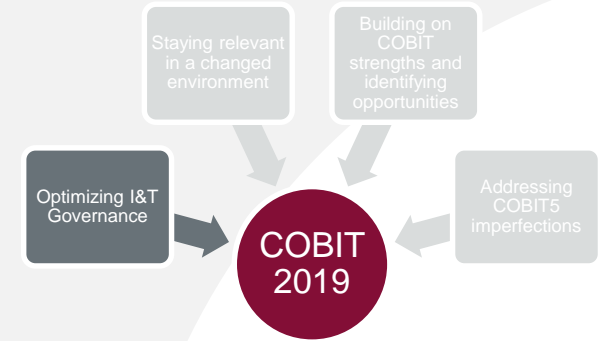 Staying relevant
in a changed
environment
Building on
COBIT
strengths and
identifying
opportunities
Optimizing I&T
Governance
Addressing
COBIT5
imperfections
COBIT
2019